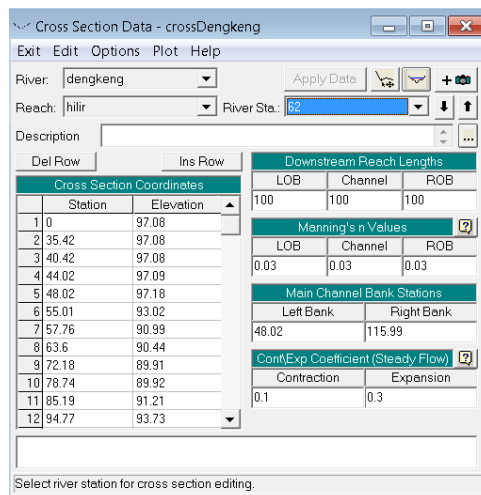 Cross Section Data - crossDengkeng
Exit Edit Options Plot Help
River: dengkeng Apply Data
Reach: hilir River Sta.: 62
Description ...
Del Row Ins Row
Cross Section Coordinates
Station Elevation
1 0 97.08
2 35.42 97.08
3 40.42 97.08
4 44.02 97.09
5 48.02 97.18
6 55.01 93.02
7 57.76 90.99
8 63.6 90.44
9 72.18 89.91
10 78.74 89.92
11 85.19 91.21
12 94.77 93.73
Downstream Reach Lengths
LOB Channel ROB
100 100 100
Manning's n Values ?
LOB Channel ROB
0.03 0.03 0.03
Main Channel Bank Stations
Left Bank Right Bank
48.02 115.99
Cont\Exp Coefficient (Steady Flow) ?
Contraction Expansion
0.1 0.3
Select river station for cross section editing.